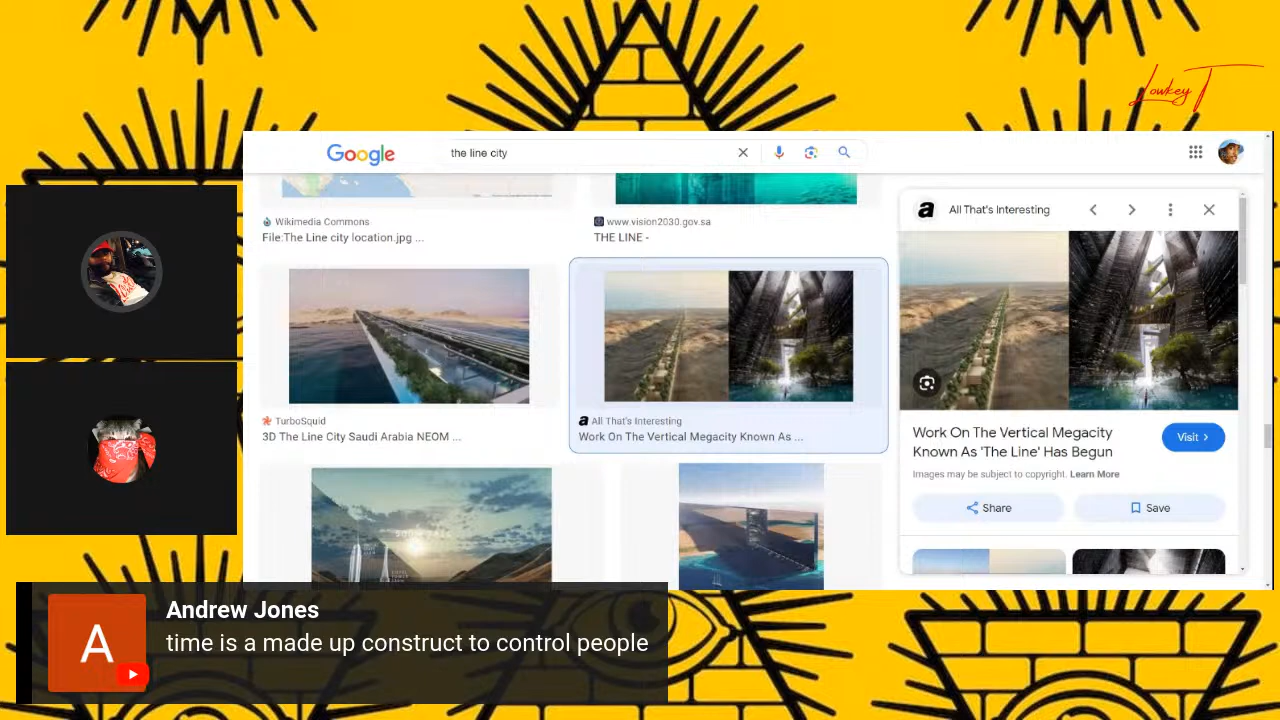 Lowkey T
Google
the line city
Wikimedia Commons
File:The Line city location.jpg ...
www.vision2030.gov.sa
THE LINE -
a All That's Interesting
TurboSquid
3D The Line City Saudi Arabia NEOM ...
a All That's Interesting
Work On The Vertical Megacity Known As ...
Work On The Vertical Megacity
Known As 'The Line' Has Begun
Visit
Images may be subject to copyright. Learn More
Share
Save
A
Andrew Jones
time is a made up construct to control people